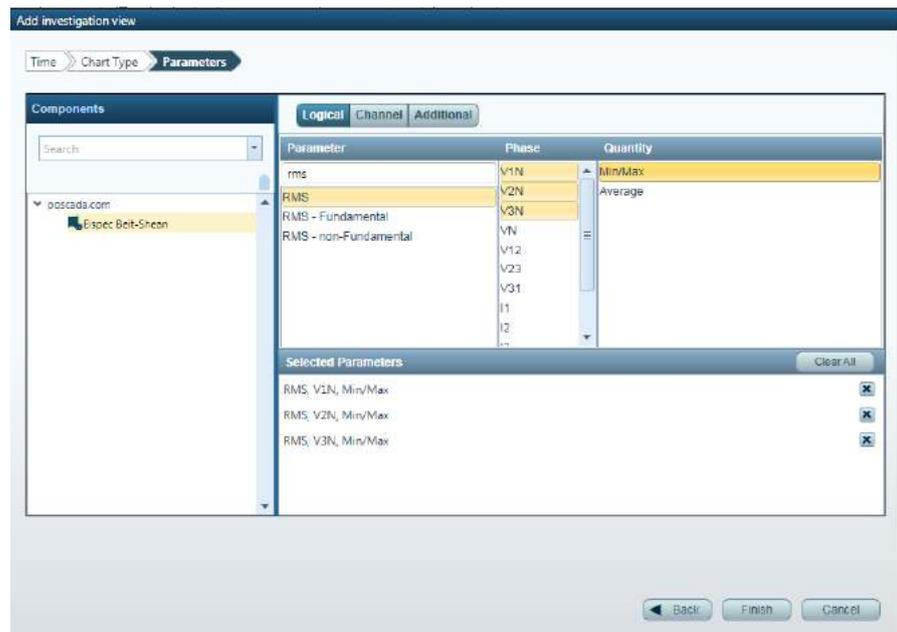 Add investigation view
Time
Chart Type
Parameters
Components
Search
pqscada.com
Elspec Beit-Shean
Logical
Channel
Additional
Parameter
Phase
Quantity
rms
RMS
RMS - Fundamental
RMS - non-Fundamental
V1N
V2N
V3N
VN
V12
V23
V31
I1
I2
Min/Max
Average
Selected Parameters
Clear All
RMS, V1N, Min/Max
RMS, V2N, Min/Max
RMS, V3N, Min/Max
Back
Finish
Cancel